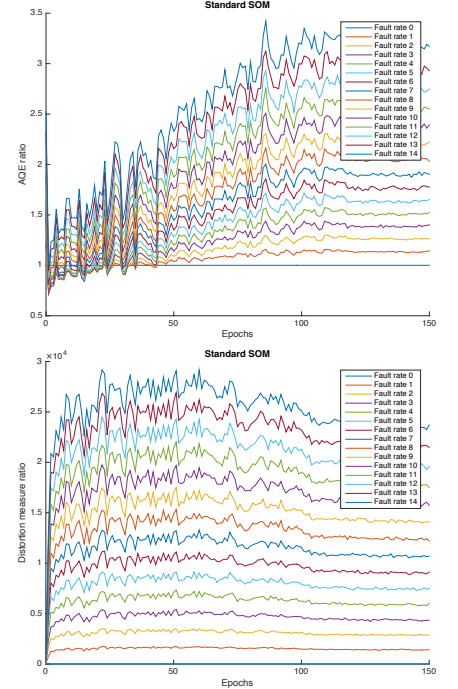 Standard SOM
3.5
3
2.5
2
1.5
1
0.5
AQE ratio
0
50
100
150
Epochs
Fault rate 0
Fault rate 1
Fault rate 2
Fault rate 3
Fault rate 4
Fault rate 5
Fault rate 6
Fault rate 7
Fault rate 8
Fault rate 9
Fault rate 10
Fault rate 11
Fault rate 12
Fault rate 13
Fault rate 14
×10⁴
Standard SOM
3
2.5
2
1.5
1
0.5
0
Distortion measure ratio
0
50
100
150
Epochs
Fault rate 0
Fault rate 1
Fault rate 2
Fault rate 3
Fault rate 4
Fault rate 5
Fault rate 6
Fault rate 7
Fault rate 8
Fault rate 9
Fault rate 10
Fault rate 11
Fault rate 12
Fault rate 13
Fault rate 14